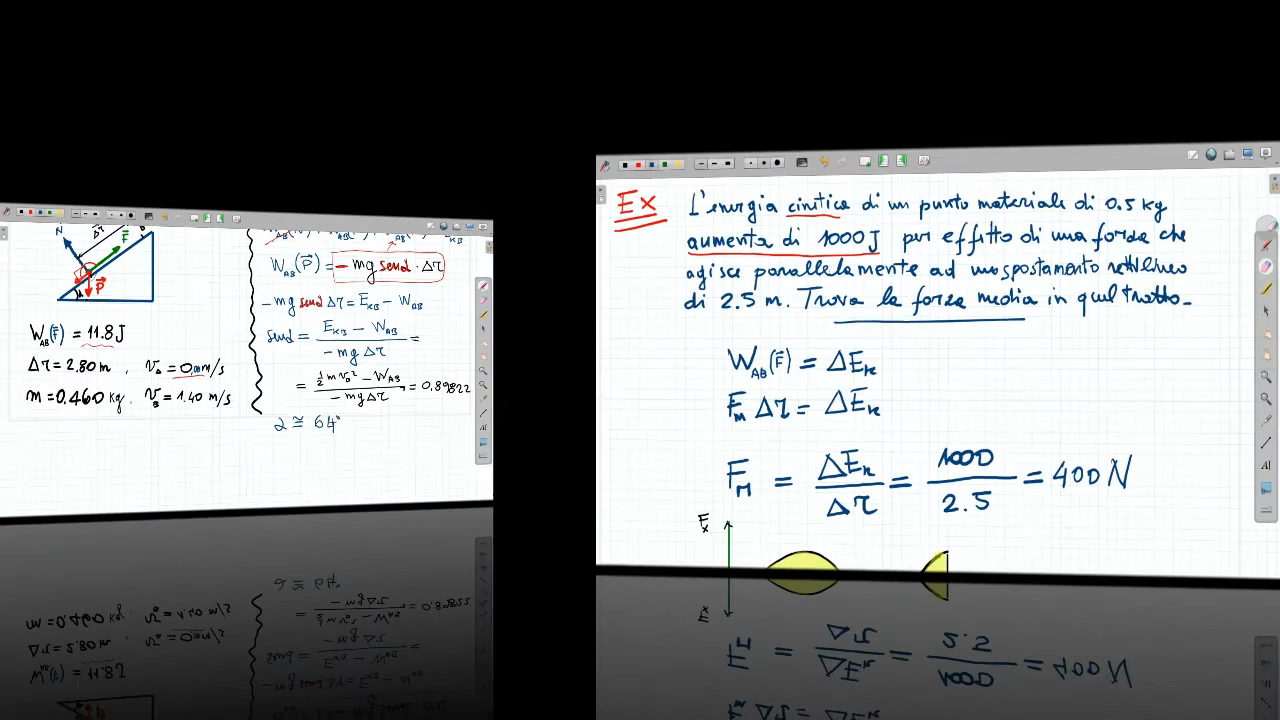 N
Δr
F
P
W_AB(F) = 11.8 J
Δr = 2.80 m, v_a = 0.00 m/s
m = 0.460 kg, v_B = 1.40 m/s
W_AB(P) = - mg senα · Δr
- mg senα Δr = E_KB - W_AB
senα = (E_KB - W_AB) / (- mg Δr) =
= (1/2 m v_B² - W_AB) / (- mg Δr) = 0.89822
α ≅ 64°
Ex L'energia cinetica di un punto materiale di 0.5 kg
aumenta di 1000 J per effetto di una forza che
agisce parallelamente ad uno spostamento rettilineo
di 2.5 m. Trova la forza media in quel tratto.
W_AB(F) = ΔE_K
F_m Δr = ΔE_K
F_m = ΔE_K / Δr = 1000 / 2.5 = 400 N
F_x